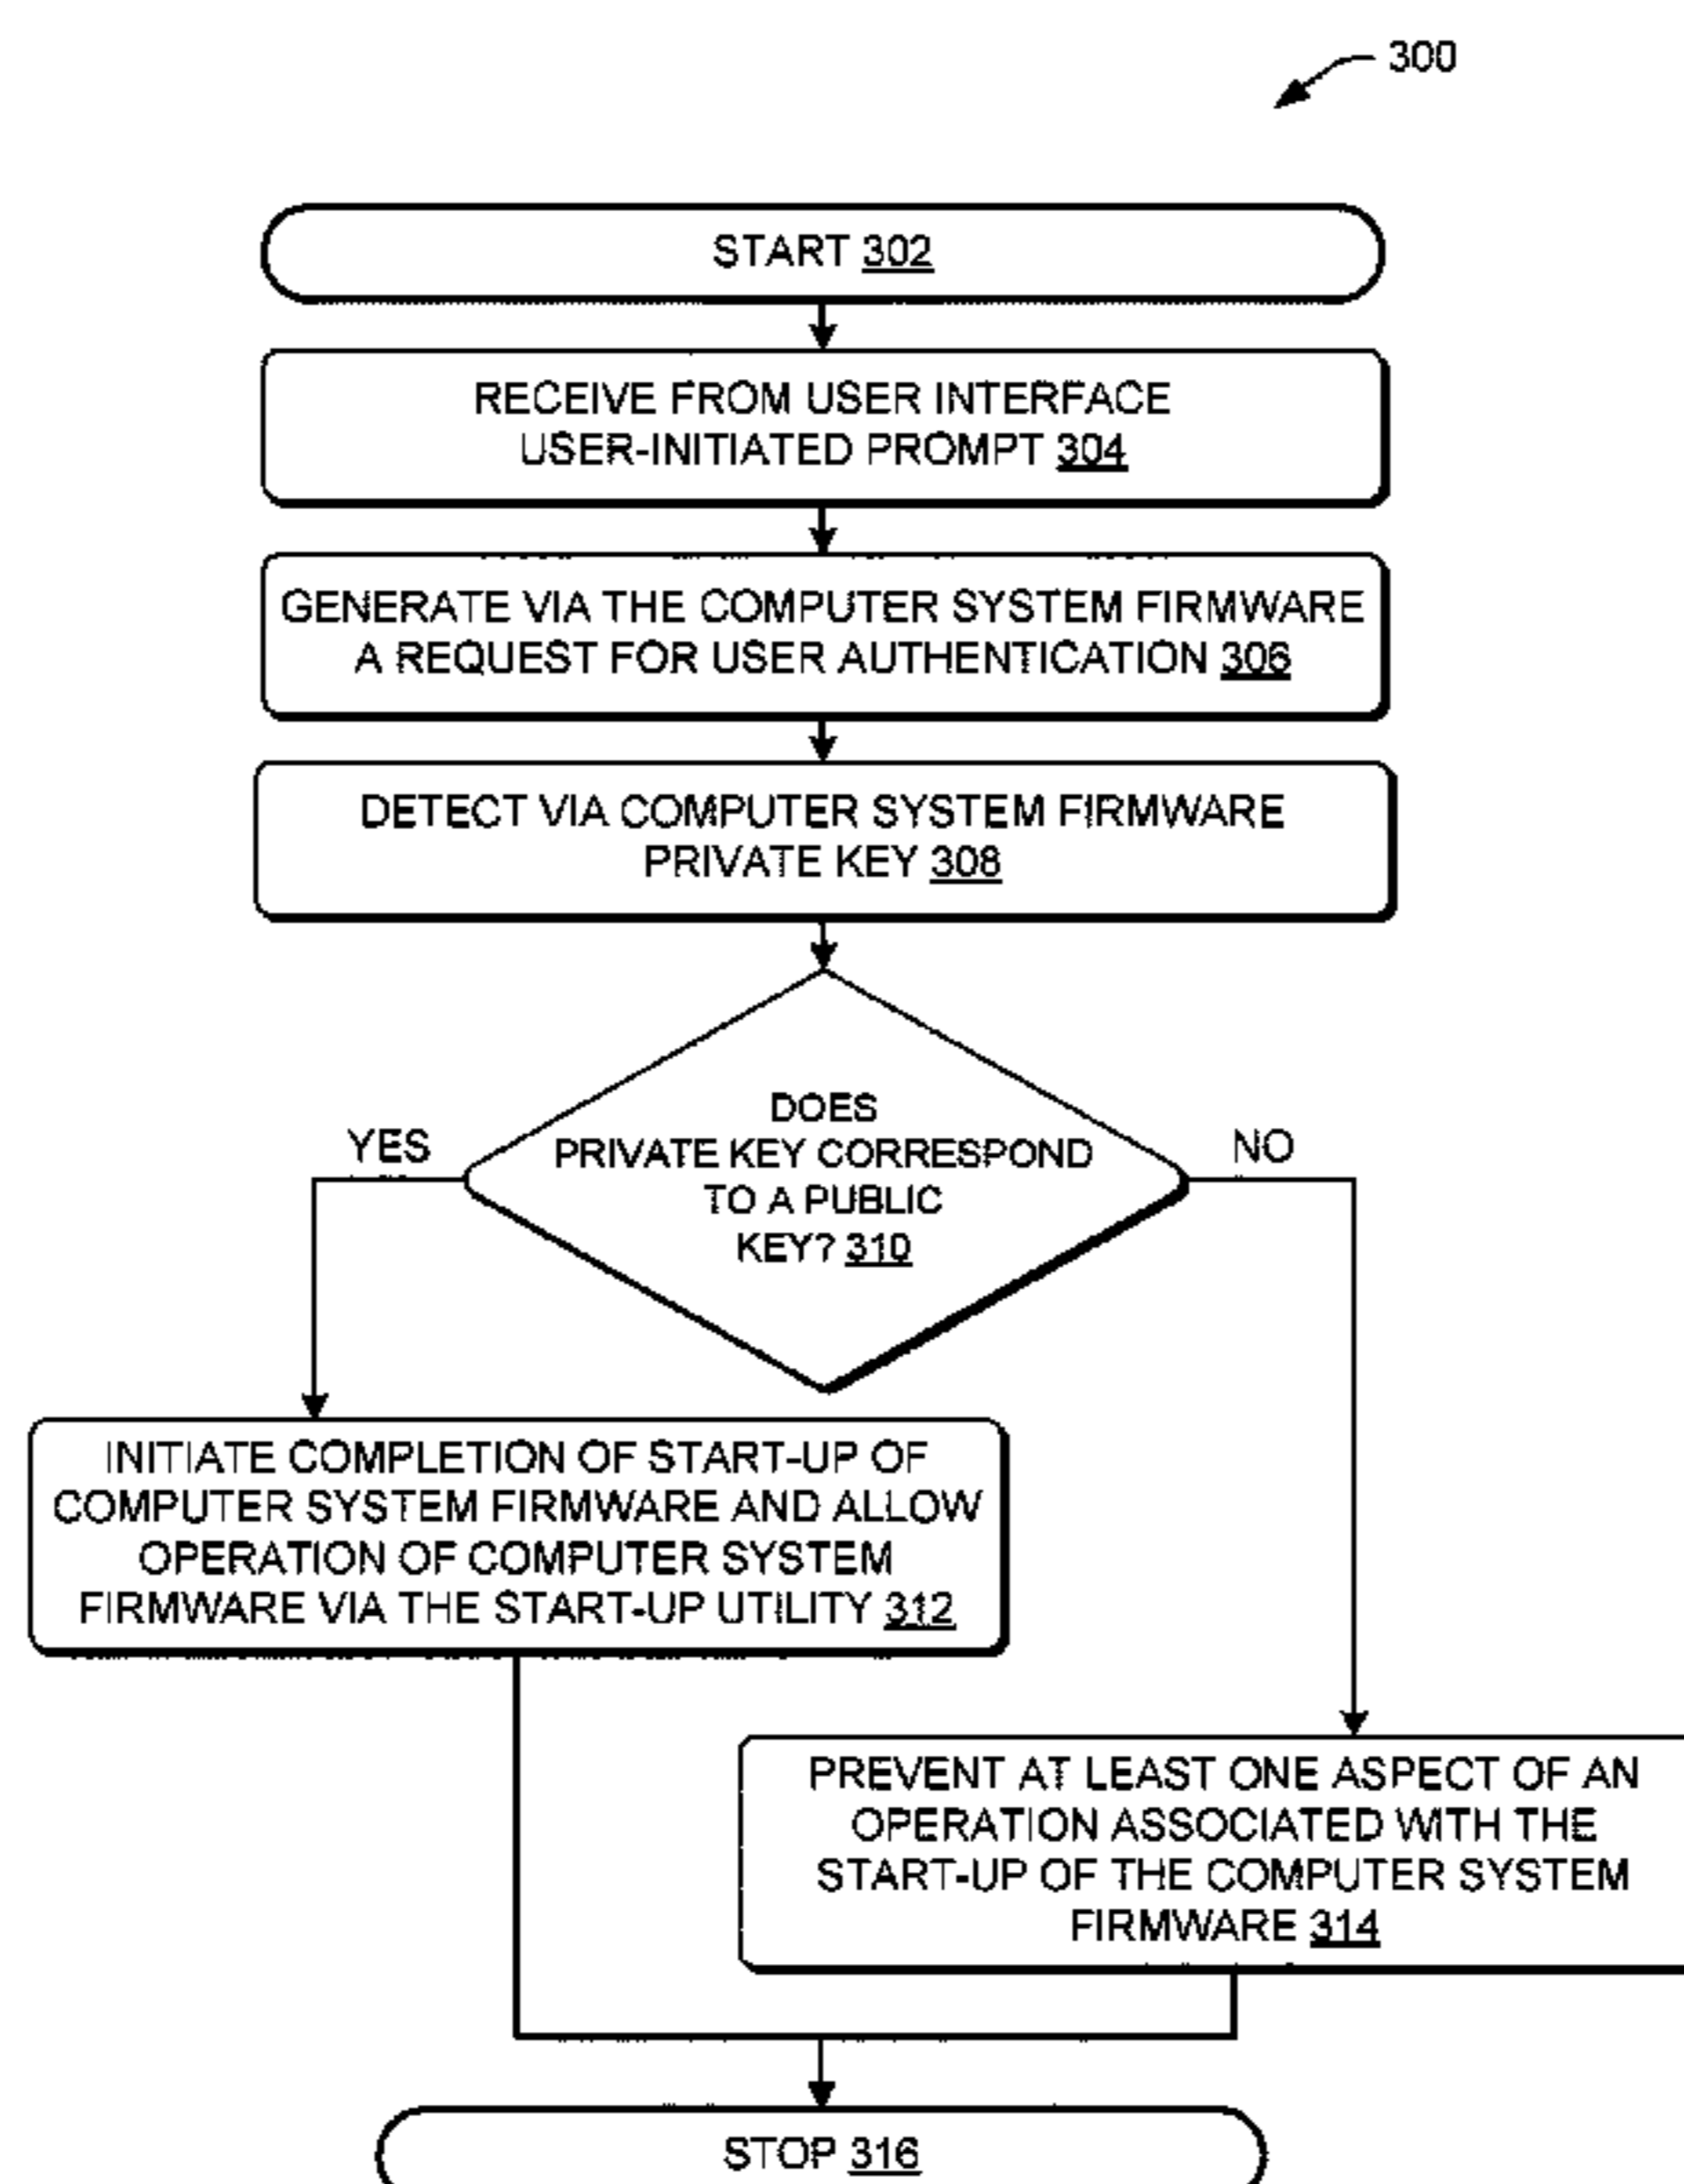 300
START 302
RECEIVE FROM USER INTERFACE
USER-INITIATED PROMPT 304
GENERATE VIA THE COMPUTER SYSTEM FIRMWARE
A REQUEST FOR USER AUTHENTICATION 306
DETECT VIA COMPUTER SYSTEM FIRMWARE
PRIVATE KEY 308
DOES
PRIVATE KEY CORRESPOND
TO A PUBLIC
KEY? 310
YES
NO
INITIATE COMPLETION OF START-UP OF
COMPUTER SYSTEM FIRMWARE AND ALLOW
OPERATION OF COMPUTER SYSTEM
FIRMWARE VIA THE START-UP UTILITY 312
PREVENT AT LEAST ONE ASPECT OF AN
OPERATION ASSOCIATED WITH THE
START-UP OF THE COMPUTER SYSTEM
FIRMWARE 314
STOP 316